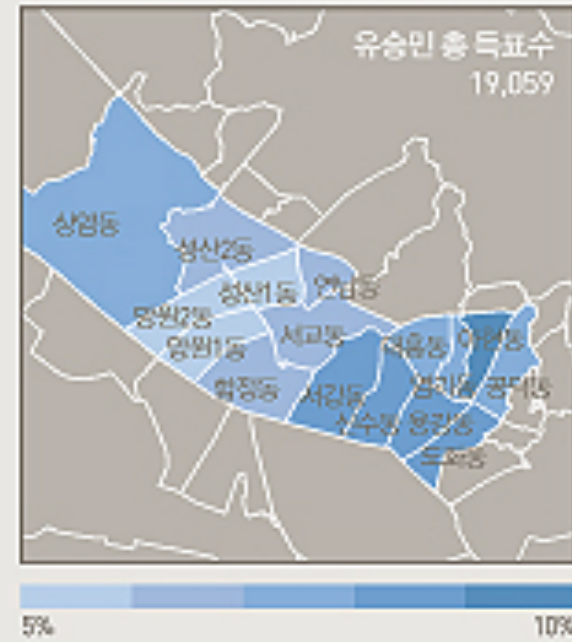 유승민 총 득표수
19,059
상암동
성산2동
성산1동
연남동
망원2동
망원1동
서교동
대흥동
아현동
합정동
서강동
염리동
공덕동
신수동
용강동
도화동
5%
10%